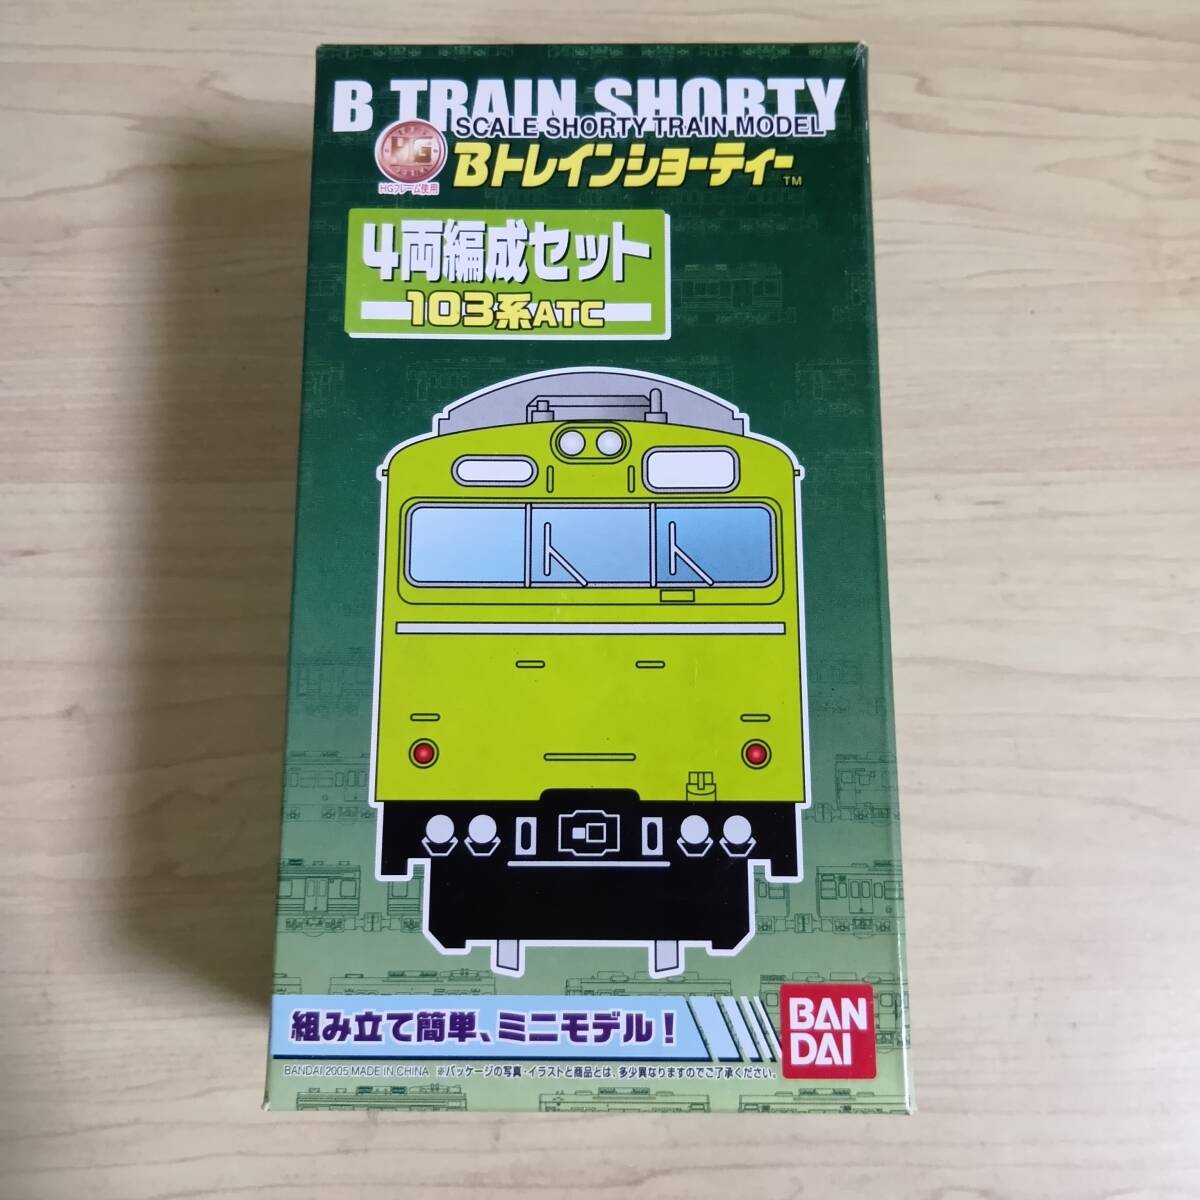 B TRAIN SHORTY
SCALE SHORTY TRAIN MODEL
HG
HGフレーム使用
Bトレインショーティー™
4両編成セット
103系ATC
組み立て簡単、ミニモデル!
BAN
DAI
BANDAI 2005 MADE IN CHINA ※パッケージの写真・イラストと商品とは、多少異なりますのでご了承ください。